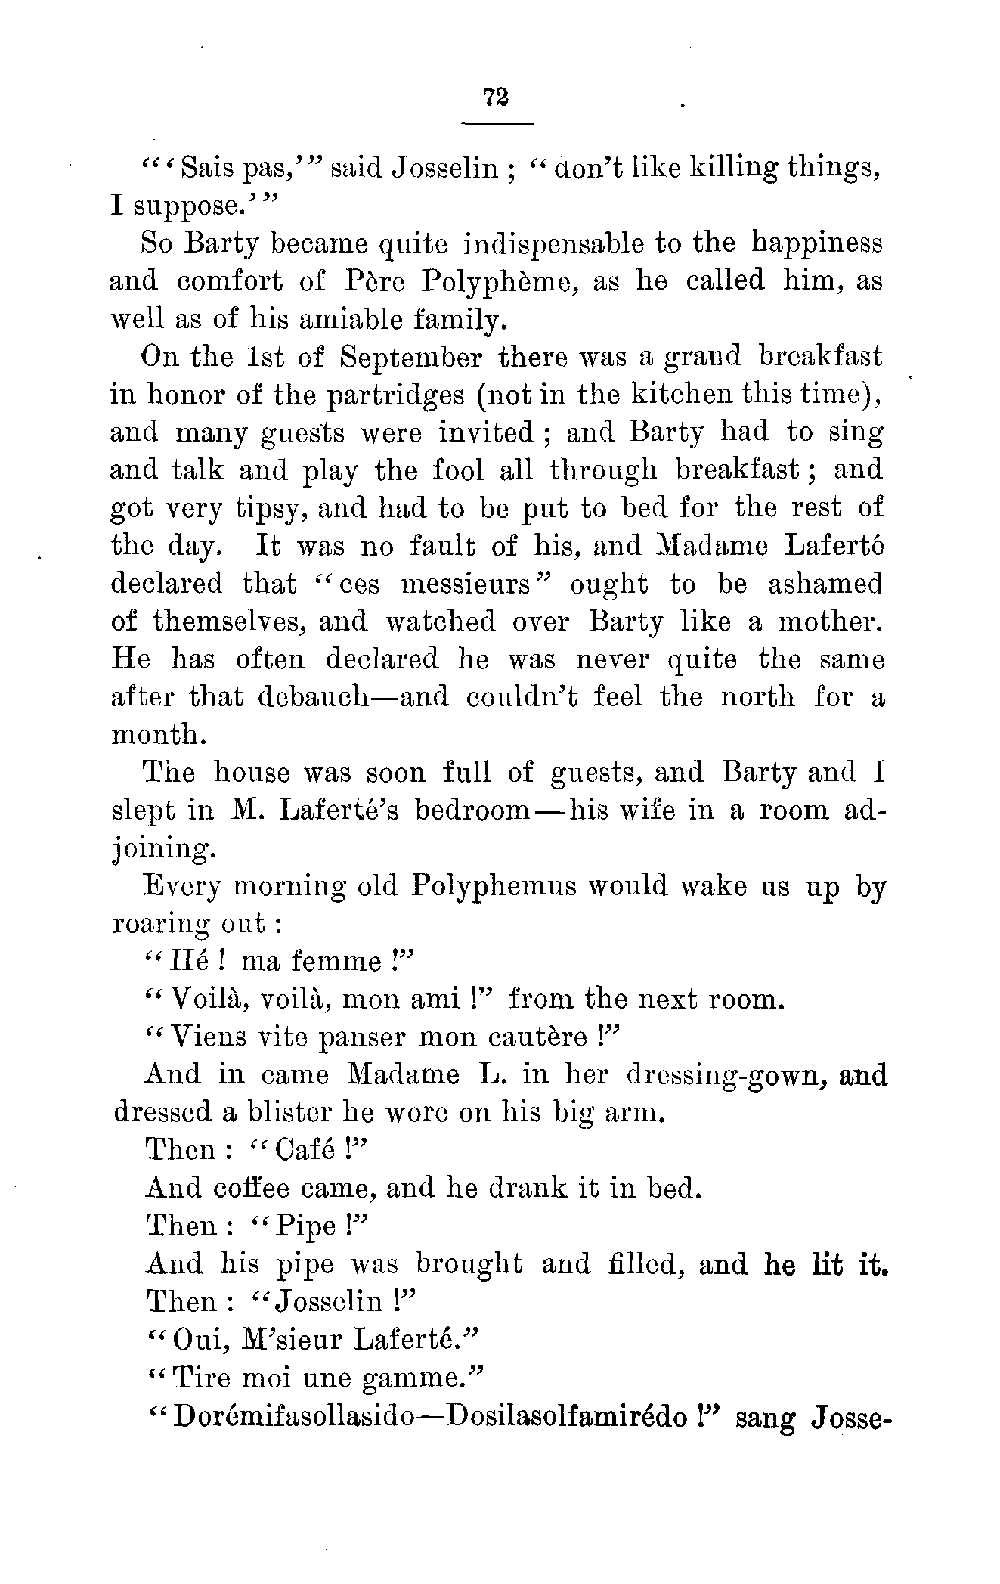 72
“‘Sais pas,’” said Josselin ; “ don’t like killing things,
I suppose.’”
So Barty became quite indispensable to the happiness
and comfort of Père Polyphème, as he called him, as
well as of his amiable family.
On the 1st of September there was a grand breakfast
in honor of the partridges (not in the kitchen this time),
and many guests were invited ; and Barty had to sing
and talk and play the fool all through breakfast ; and
got very tipsy, and had to be put to bed for the rest of
the day. It was no fault of his, and Madame Laferté
declared that “ces messieurs” ought to be ashamed
of themselves, and watched over Barty like a mother.
He has often declared he was never quite the same
after that debauch—and couldn’t feel the north for a
month.
The house was soon full of guests, and Barty and I
slept in M. Laferté’s bedroom—his wife in a room ad-
joining.
Every morning old Polyphemus would wake us up by
roaring out :
“Hé ! ma femme !”
“Voilà, voilà, mon ami !” from the next room.
“Viens vite panser mon cautère !”
And in came Madame L. in her dressing-gown, and
dressed a blister he wore on his big arm.
Then : “Café !”
And coffee came, and he drank it in bed.
Then : “Pipe !”
And his pipe was brought and filled, and he lit it.
Then : “Josselin !”
“Oui, M’sieur Laferté.”
“Tire moi une gamme.”
“Dorémifasollasido—Dosilasolfamirédo !” sang Josse-